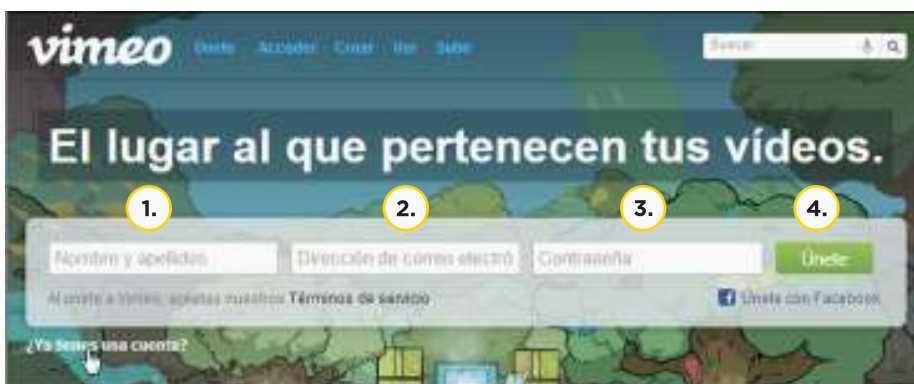 vimeo Únete Acceder Crear Ver Subir Buscar
El lugar al que pertenecen tus vídeos.
1. 2. 3. 4.
Nombre y apellidos Dirección de correo electró Contraseña Únete
Al unirte a Vimeo, aceptas nuestros Términos de servicio Únete con Facebook
¿Ya tienes una cuenta?